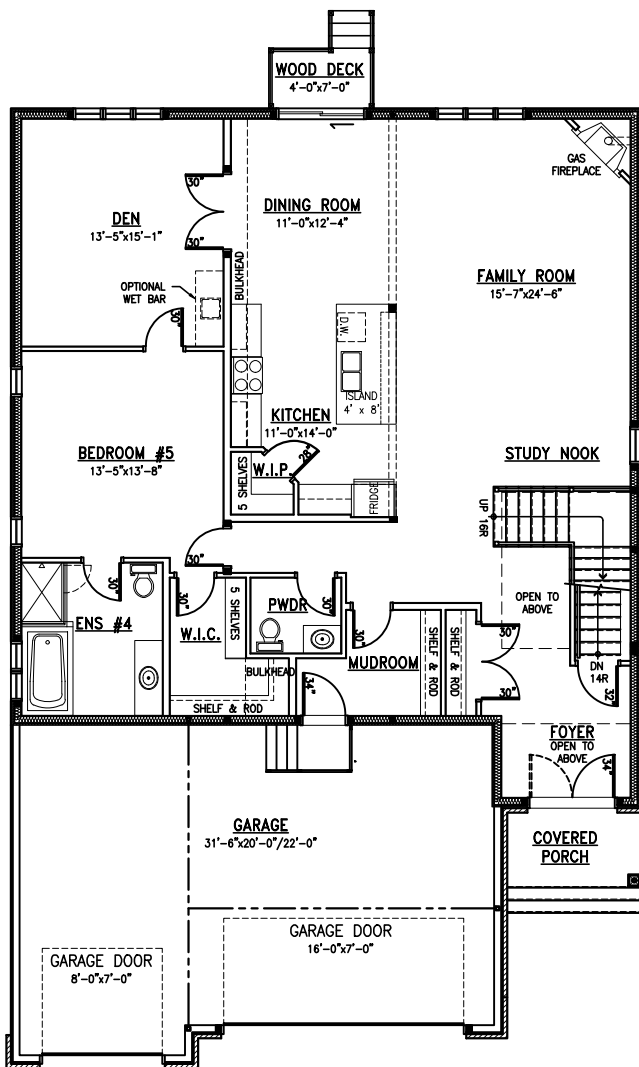 WOOD DECK
4'-0"x7'-0"
GAS
FIREPLACE
30"
DINING ROOM
11'-0"x12'-4"
DEN
13'-5"x15'-1"
30"
FAMILY ROOM
15'-7"x24'-6"
BULKHEAD
OPTIONAL
WET BAR
30"
D.W.
ISLAND
4' x 8'
KITCHEN
11'-0"x14'-0"
BEDROOM #5
13'-5"x13'-8"
STUDY NOOK
28"
W.I.P.
5 SHELVES
FRIDGE
UP
16R
30"
30"
30"
5 SHELVES
PWDR
30"
OPEN TO
ABOVE
ENS #4
W.I.C.
30"
SHELF & ROD
SHELF & ROD
30"
MUDROOM
BULKHEAD
DN
14R
34"
30"
32"
SHELF & ROD
FOYER
OPEN TO
ABOVE
34"
GARAGE
31'-6"x20'-0"/22'-0"
COVERED
PORCH
GARAGE DOOR
16'-0"x7'-0"
GARAGE DOOR
8'-0"x7'-0"